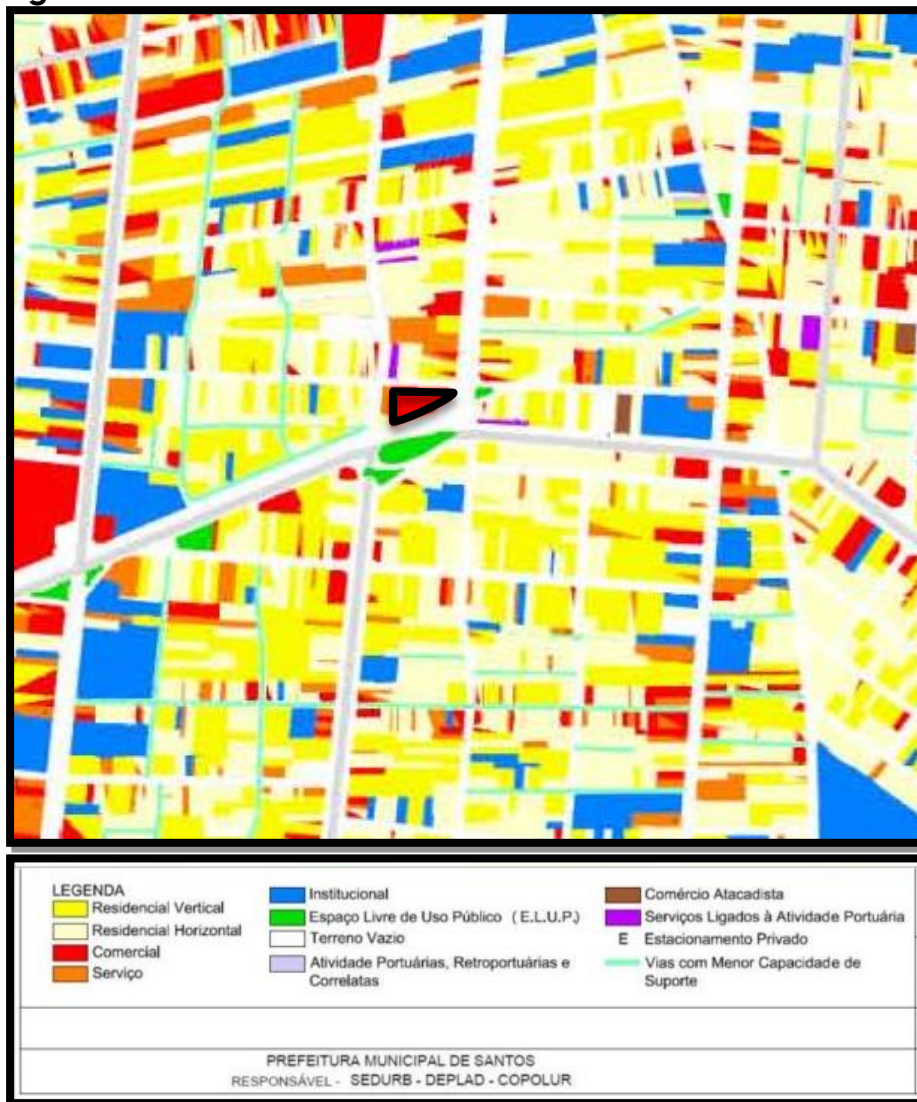 LEGENDA
Residencial Vertical
Residencial Horizontal
Comercial
Serviço
Institucional
Espaço Livre de Uso Público ( E.L.U.P.)
Terreno Vazio
Atividade Portuárias, Retroportuárias e
Correlatas
Comércio Atacadista
Serviços Ligados à Atividade Portuária
E Estacionamento Privado
Vias com Menor Capacidade de
Suporte
PREFEITURA MUNICIPAL DE SANTOS
RESPONSÁVEL - SEDURB - DEPLAD - COPOLUR